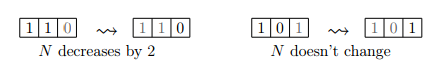 1 1 0 ⇝ 1 1 0 1 0 1 ⇝ 1 0 1
N decreases by 2 N doesn't change